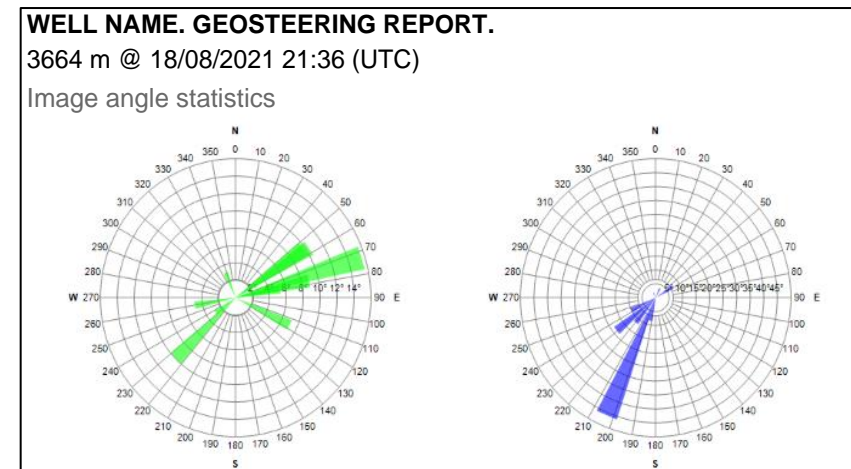 WELL NAME. GEOSTEERING REPORT.
3664 m @ 18/08/2021 21:36 (UTC)
Image angle statistics
N
340 350 0 10 20
330 30
320 40
310 50
300 60
290 70
280 80
W 270 90 E
10° 12° 14°
260 100
250 110
240 120
230 130
220 140
210 200 190 180 170 160 150
S
N
340 350 0 10 20
330 30
320 40
310 50
300 60
290 70
280 80
W 270 90 E
10°15°20°25°30°35°40°45°
260 100
250 110
240 120
230 130
220 140
210 200 190 180 170 160 150
S